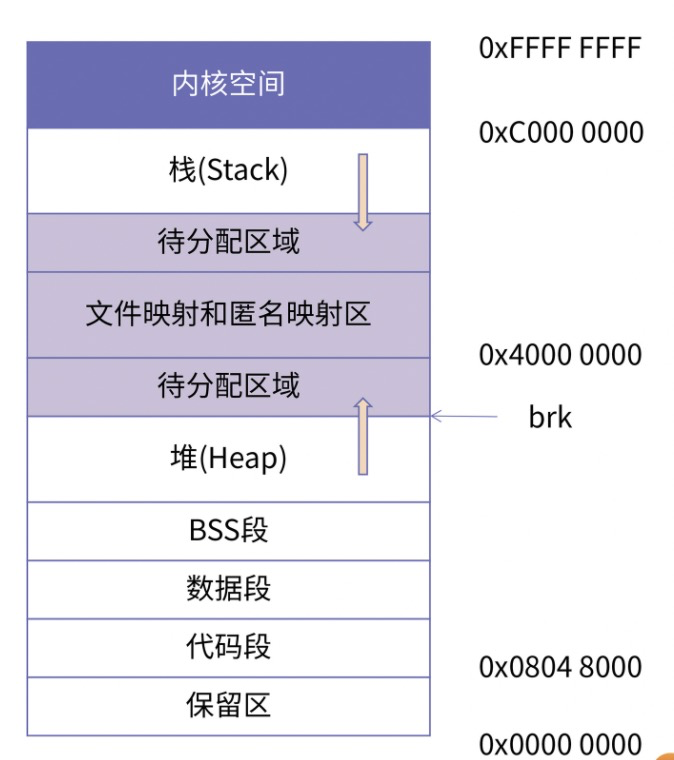 0xFFFF FFFF
内核空间
0xC000 0000
栈(Stack)
待分配区域
文件映射和匿名映射区
0x4000 0000
待分配区域
brk
堆(Heap)
BSS段
数据段
代码段
0x0804 8000
保留区
0x0000 0000